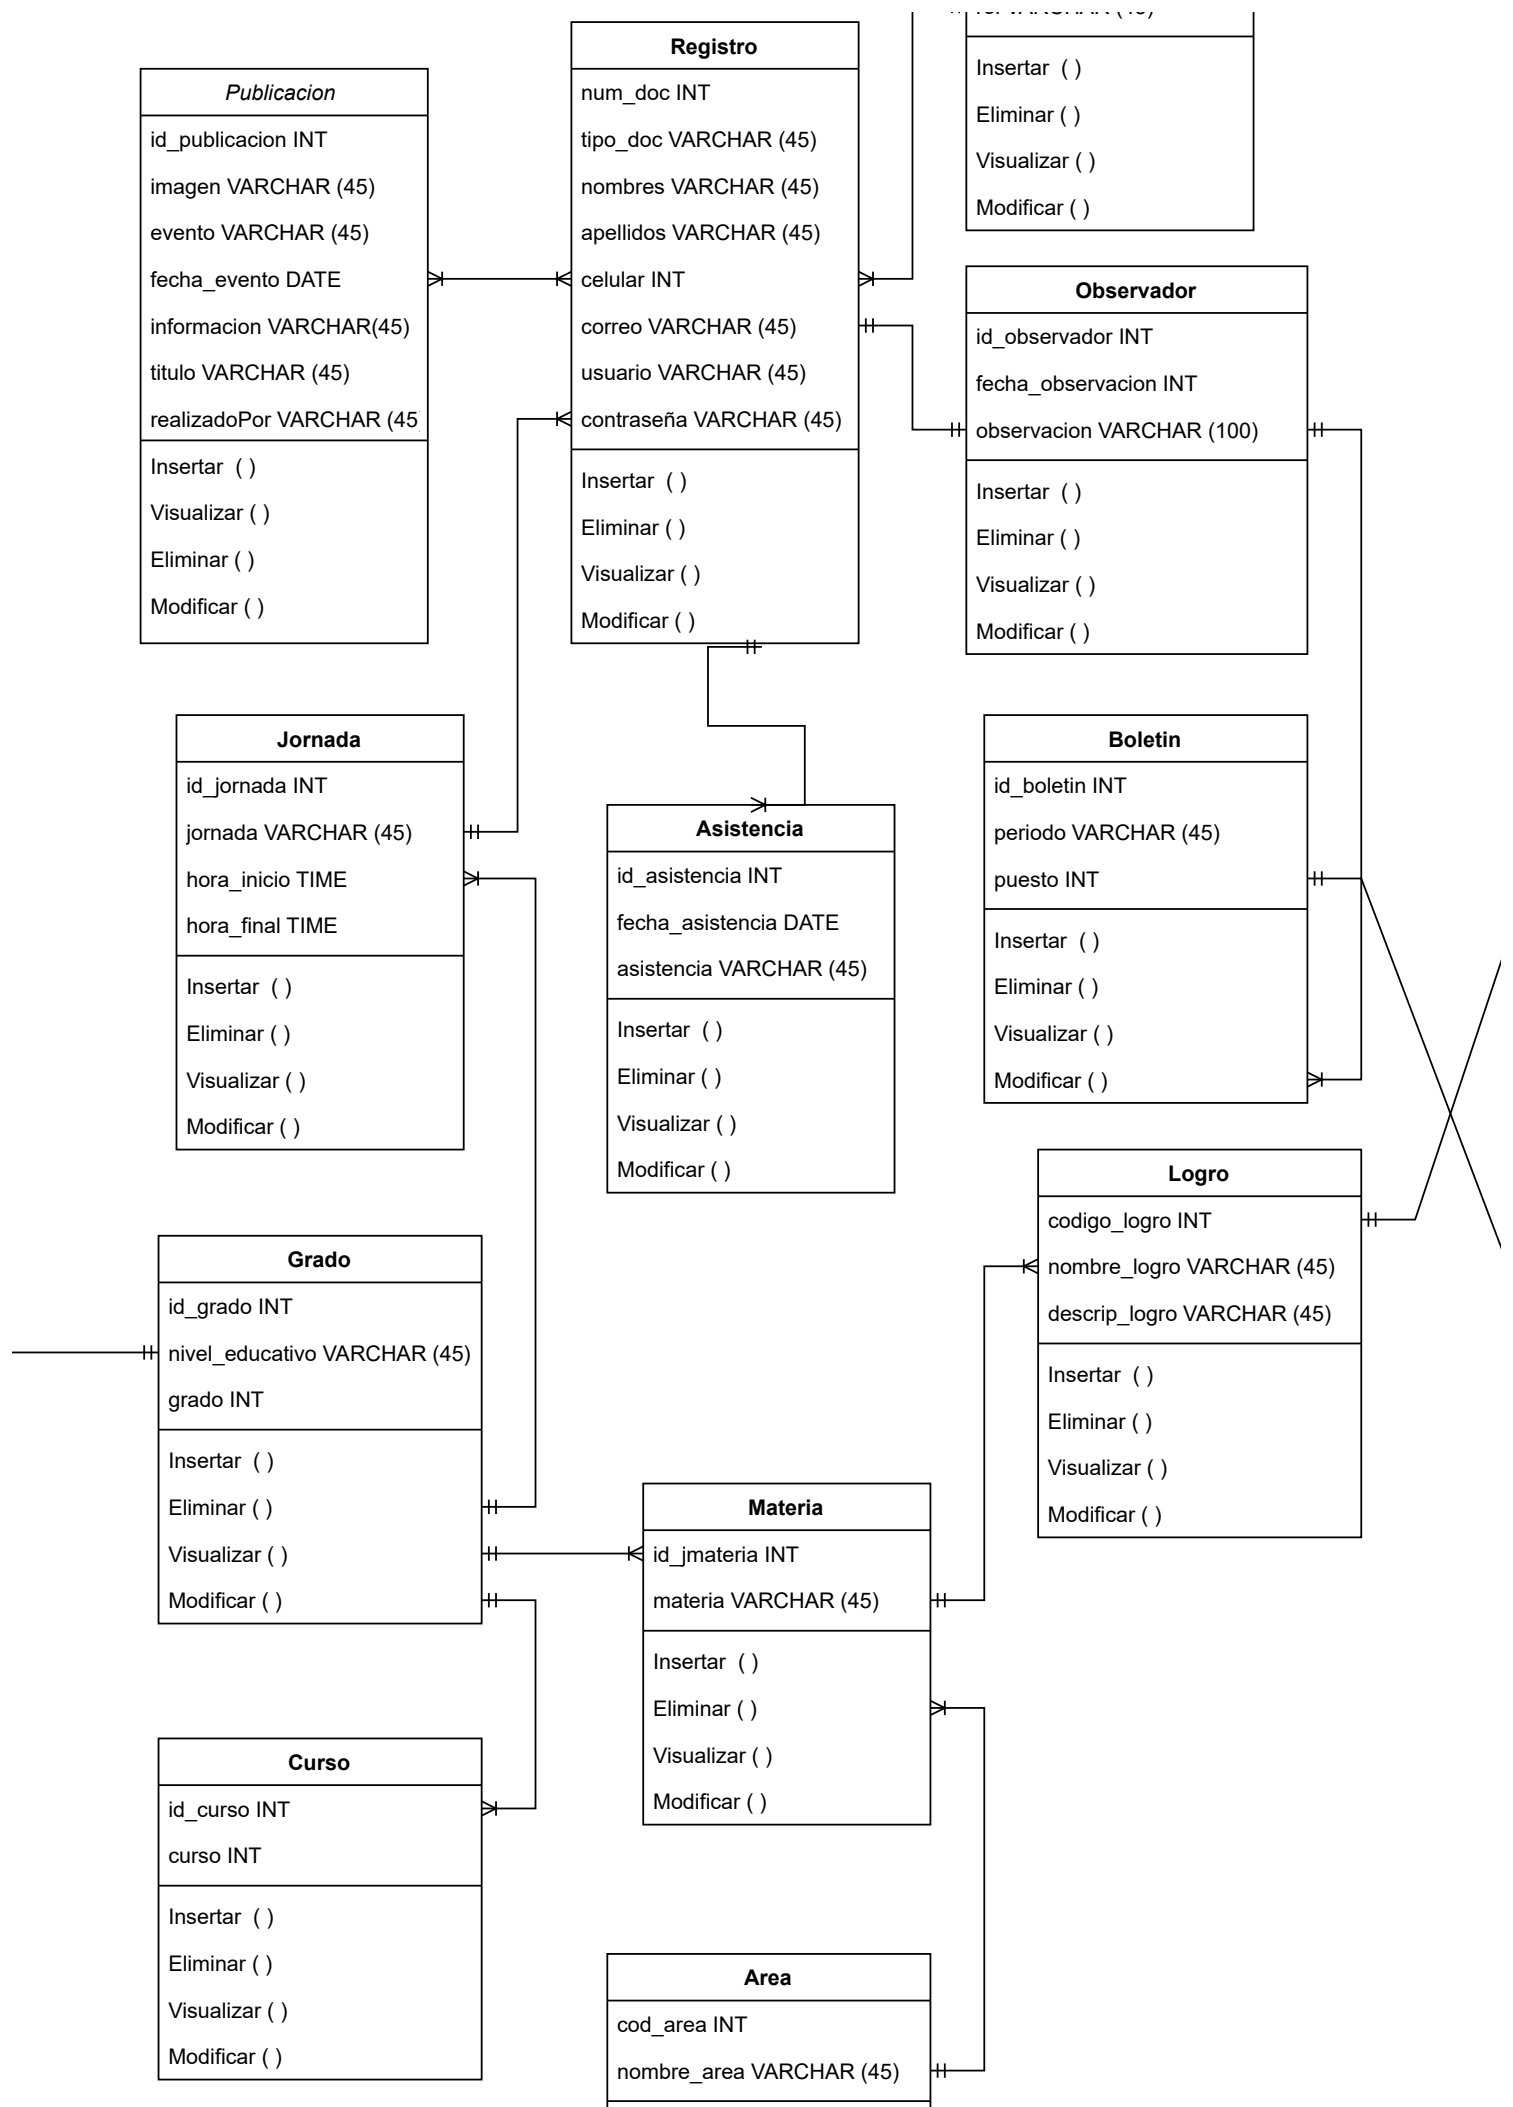 Publicacion
id_publicacion INT
imagen VARCHAR (45)
evento VARCHAR (45)
fecha_evento DATE
informacion VARCHAR(45)
titulo VARCHAR (45)
realizadoPor VARCHAR (45
Insertar ( )
Visualizar ( )
Eliminar ( )
Modificar ( )
Registro
num_doc INT
tipo_doc VARCHAR (45)
nombres VARCHAR (45)
apellidos VARCHAR (45)
celular INT
correo VARCHAR (45)
usuario VARCHAR (45)
contraseña VARCHAR (45)
Insertar ( )
Eliminar ( )
Visualizar ( )
Modificar ( )
Insertar ( )
Eliminar ( )
Visualizar ( )
Modificar ( )
Observador
id_observador INT
fecha_observacion INT
observacion VARCHAR (100)
Insertar ( )
Eliminar ( )
Visualizar ( )
Modificar ( )
Jornada
id_jornada INT
jornada VARCHAR (45)
hora_inicio TIME
hora_final TIME
Insertar ( )
Eliminar ( )
Visualizar ( )
Modificar ( )
Asistencia
id_asistencia INT
fecha_asistencia DATE
asistencia VARCHAR (45)
Insertar ( )
Eliminar ( )
Visualizar ( )
Modificar ( )
Boletin
id_boletin INT
periodo VARCHAR (45)
puesto INT
Insertar ( )
Eliminar ( )
Visualizar ( )
Modificar ( )
Logro
codigo_logro INT
nombre_logro VARCHAR (45)
descrip_logro VARCHAR (45)
Insertar ( )
Eliminar ( )
Visualizar ( )
Modificar ( )
Grado
id_grado INT
nivel_educativo VARCHAR (45)
grado INT
Insertar ( )
Eliminar ( )
Visualizar ( )
Modificar ( )
Materia
id_jmateria INT
materia VARCHAR (45)
Insertar ( )
Eliminar ( )
Visualizar ( )
Modificar ( )
Curso
id_curso INT
curso INT
Insertar ( )
Eliminar ( )
Visualizar ( )
Modificar ( )
Area
cod_area INT
nombre_area VARCHAR (45)